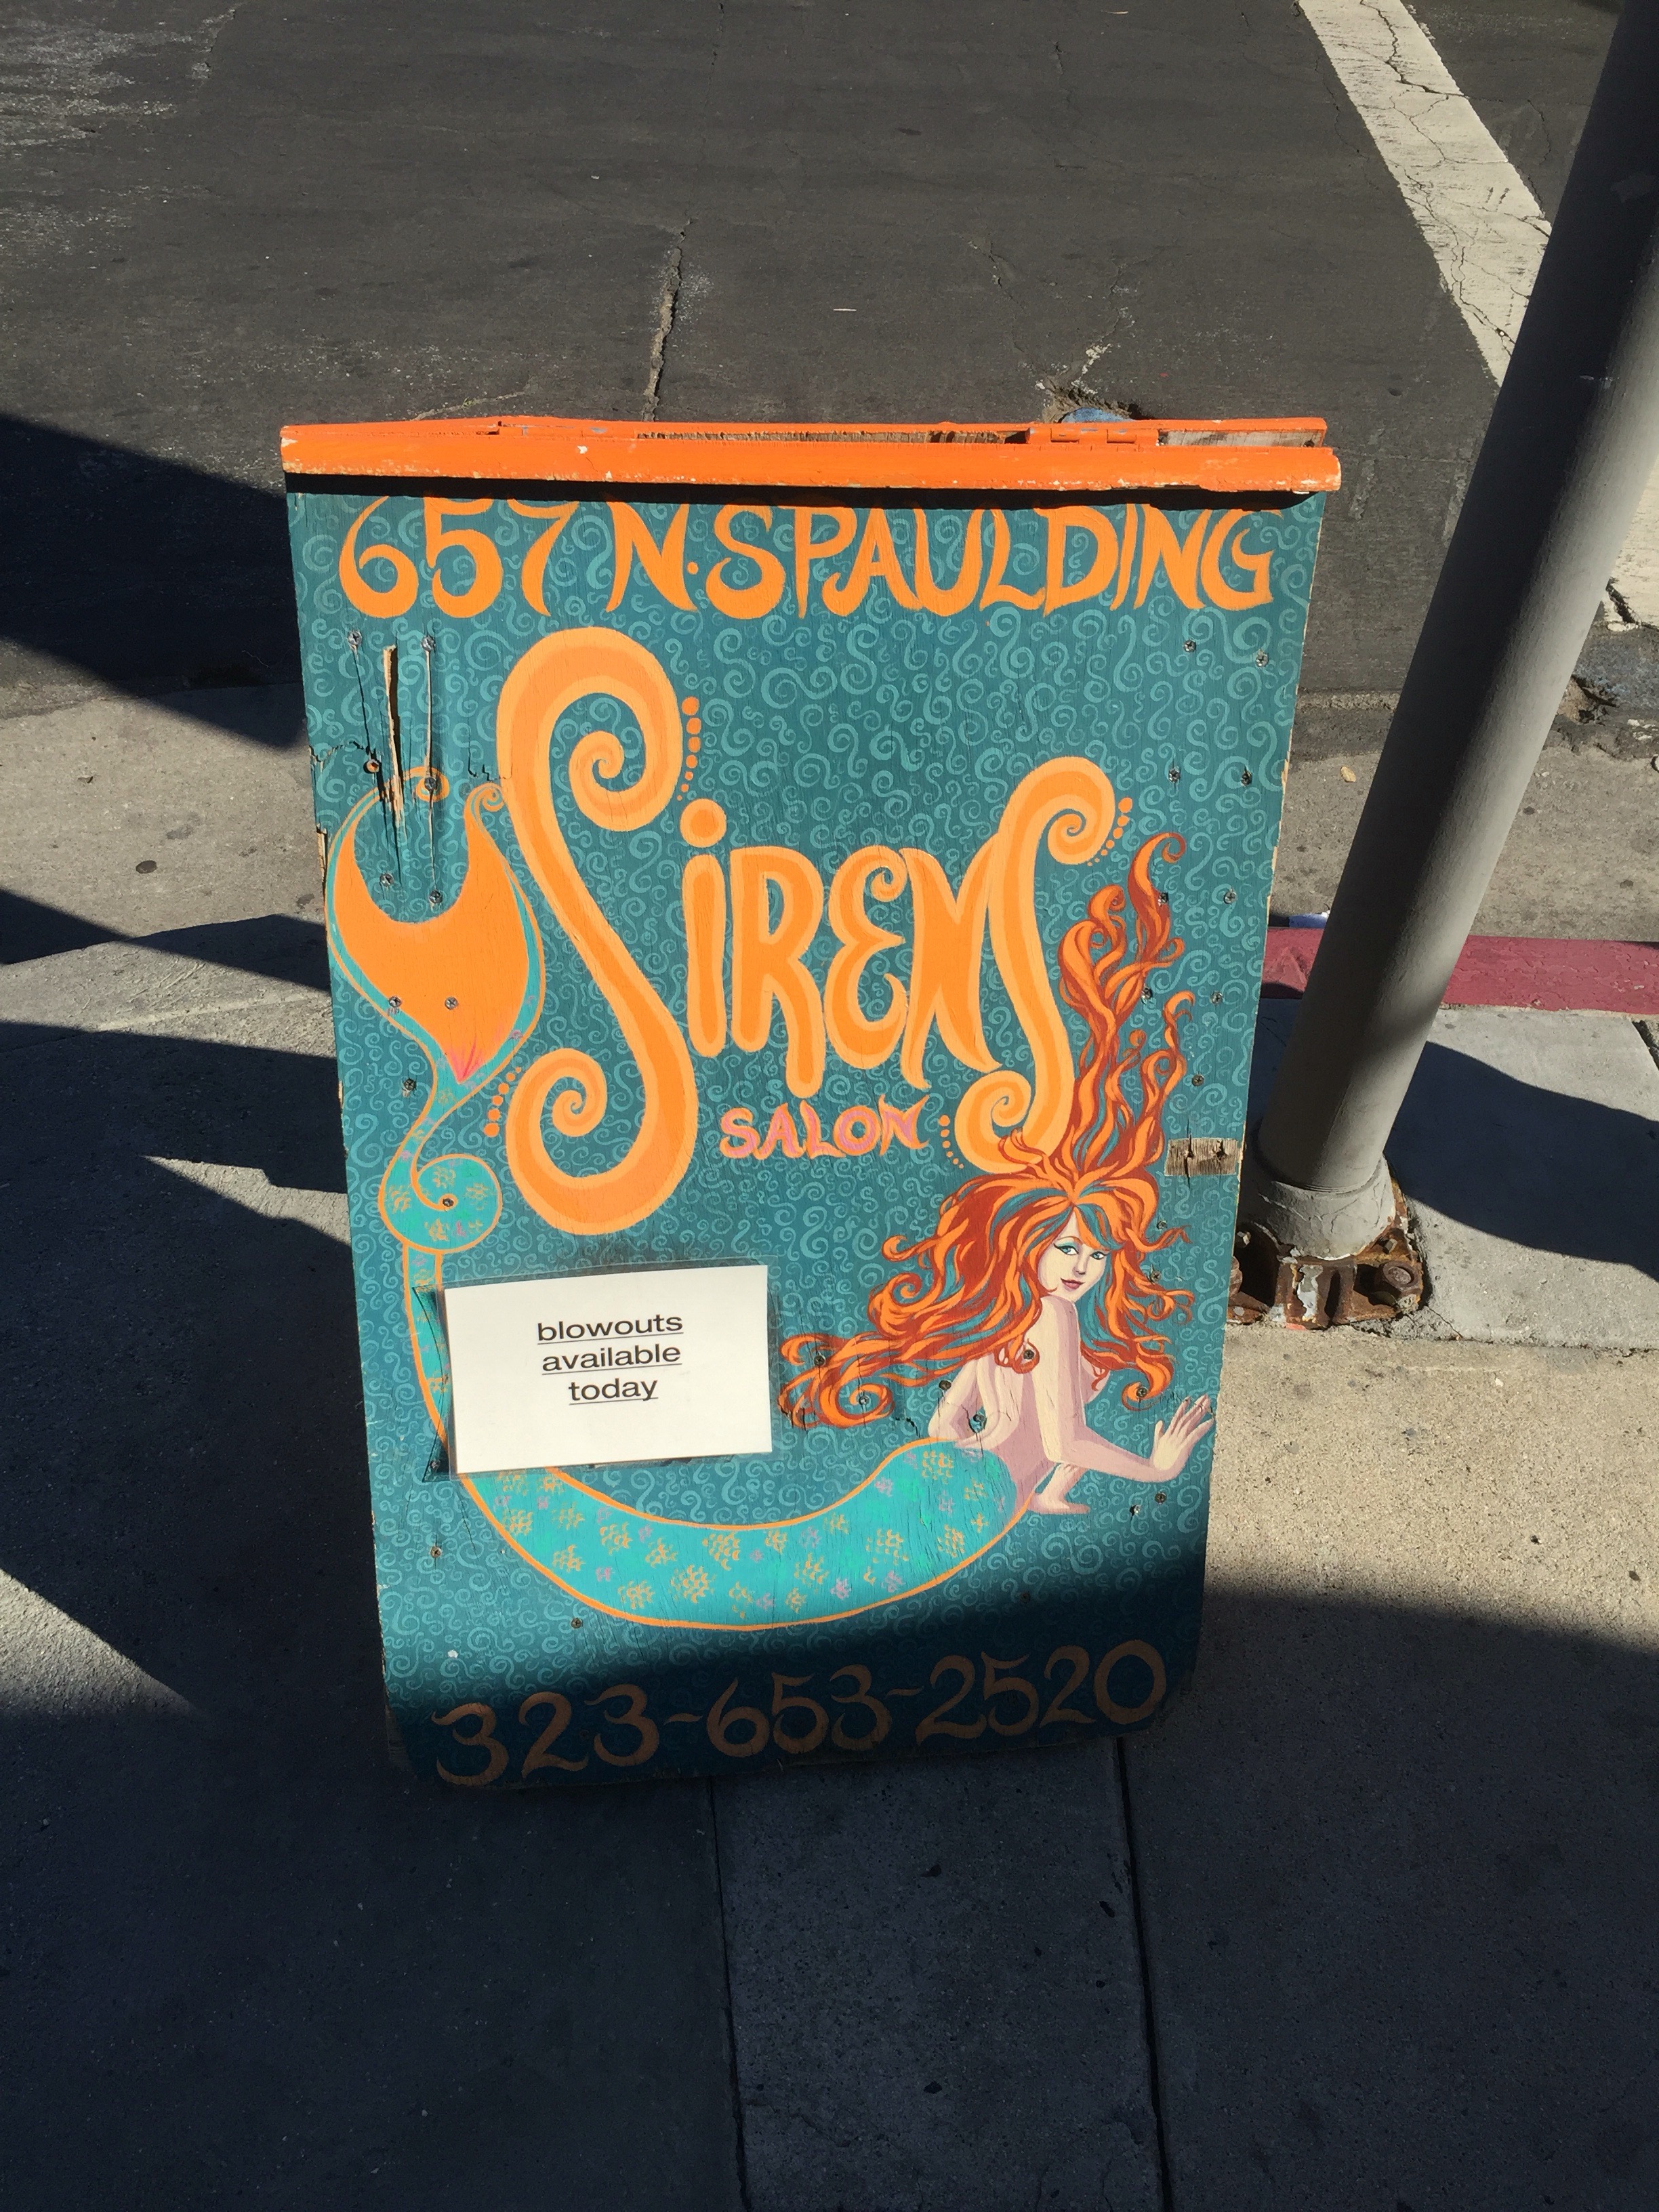 657 N. SPAULDING
SIRENS
SALON
blowouts
available
today
323-653-2520